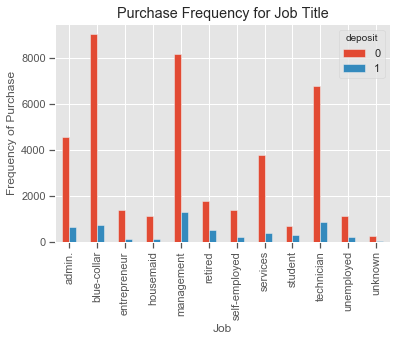 Purchase Frequency for Job Title
deposit
0
1
8000
6000
4000
2000
0
Frequency of Purchase
admin.
blue-collar
entrepreneur
housemaid
management
retired
self-employed
services
student
technician
unemployed
unknown
Job